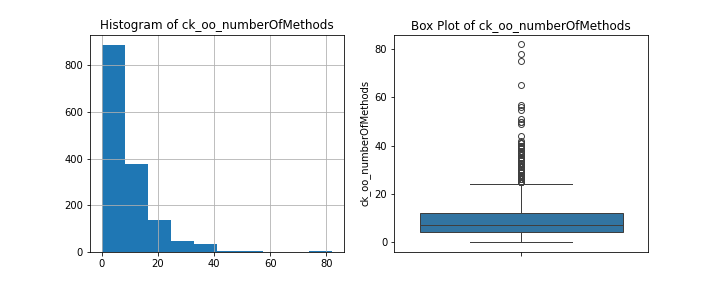 Histogram of ck_oo_numberOfMethods
800
600
400
200
0
0 20 40 60 80
Box Plot of ck_oo_numberOfMethods
ck_oo_numberOfMethods
80
60
40
20
0